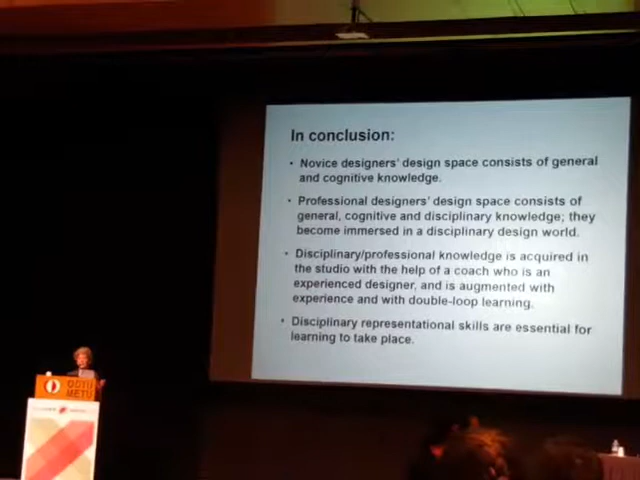 In conclusion:
• Novice designers' design space consists of general
and cognitive knowledge.
• Professional designers' design space consists of
general, cognitive and disciplinary knowledge; they
become immersed in a disciplinary design world.
• Disciplinary/professional knowledge is acquired in
the studio with the help of a coach who is an
experienced designer, and is augmented with
experience and with double-loop learning.
• Disciplinary representational skills are essential for
learning to take place.
ODTÜ
METU